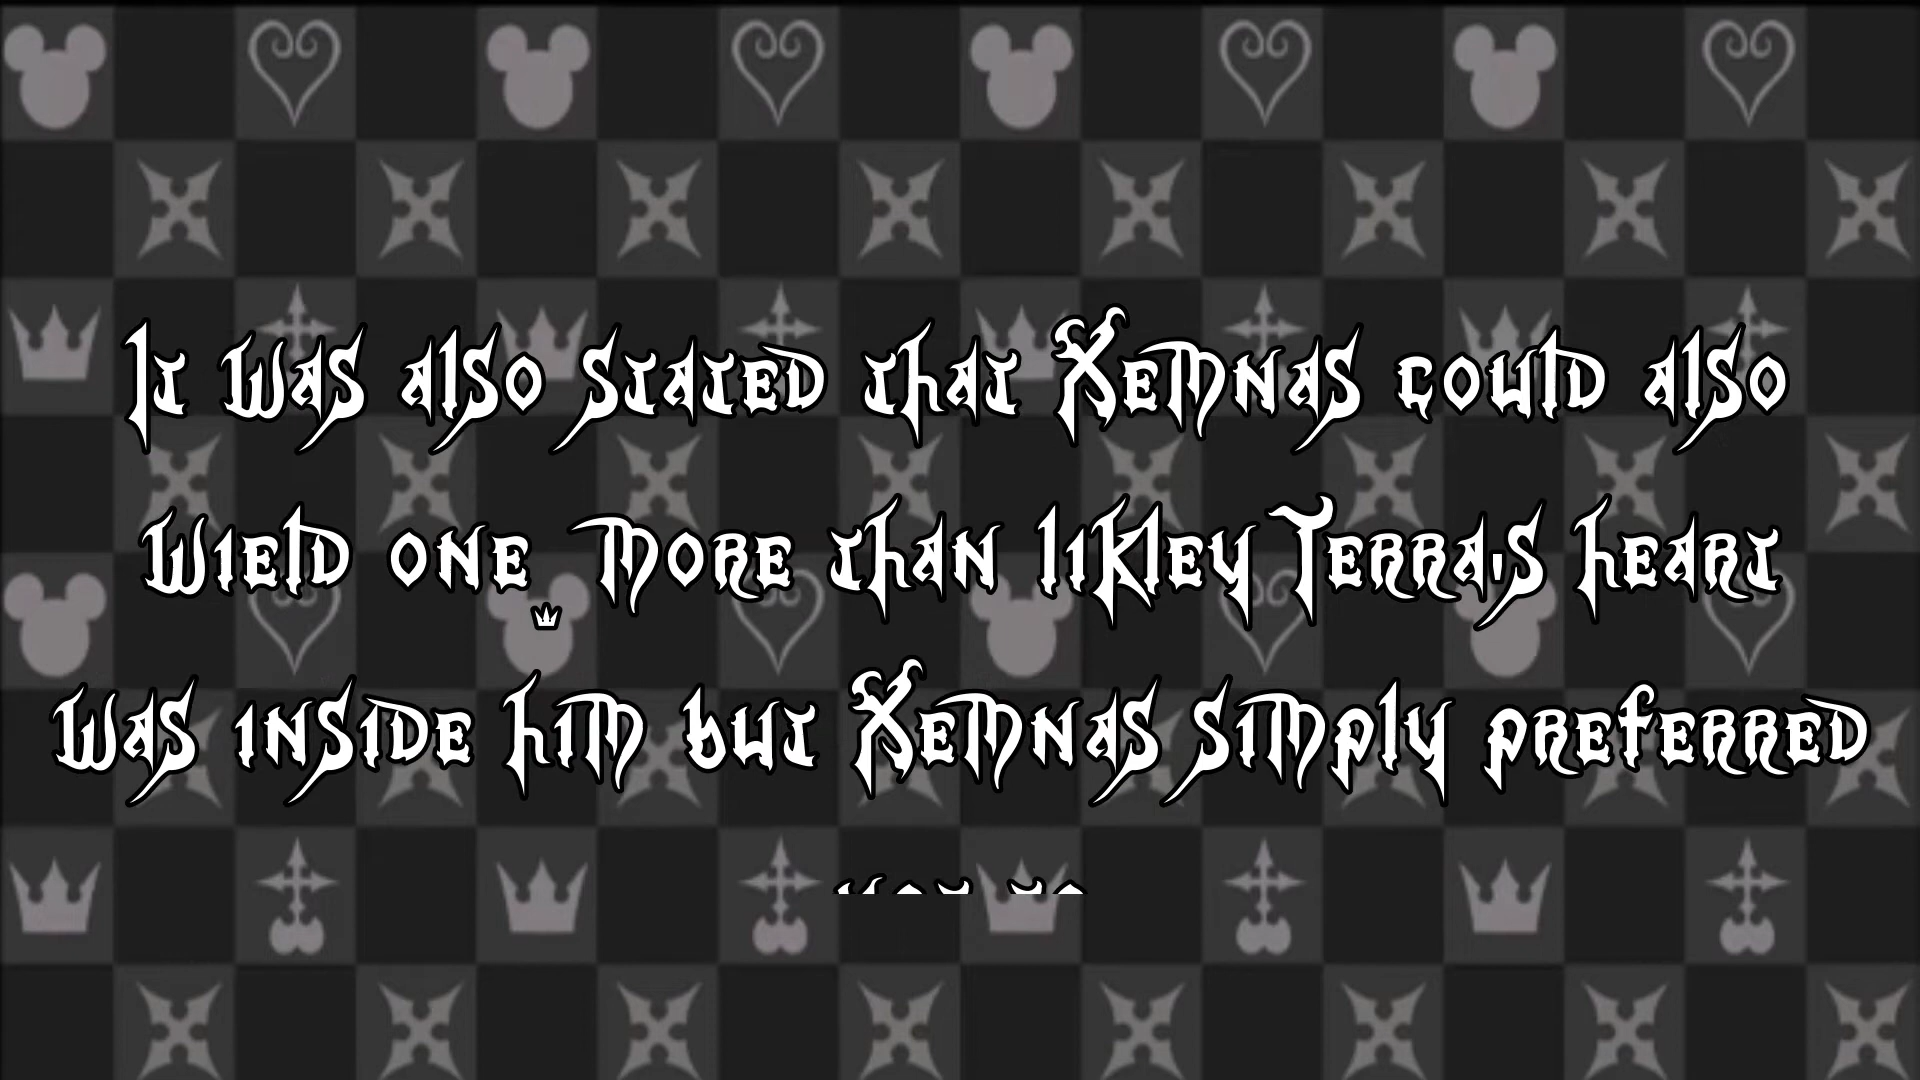 It was also stated that Xemnas could also
wield one, more than likley Terra's heart
was inside him but Xemnas simply preferred